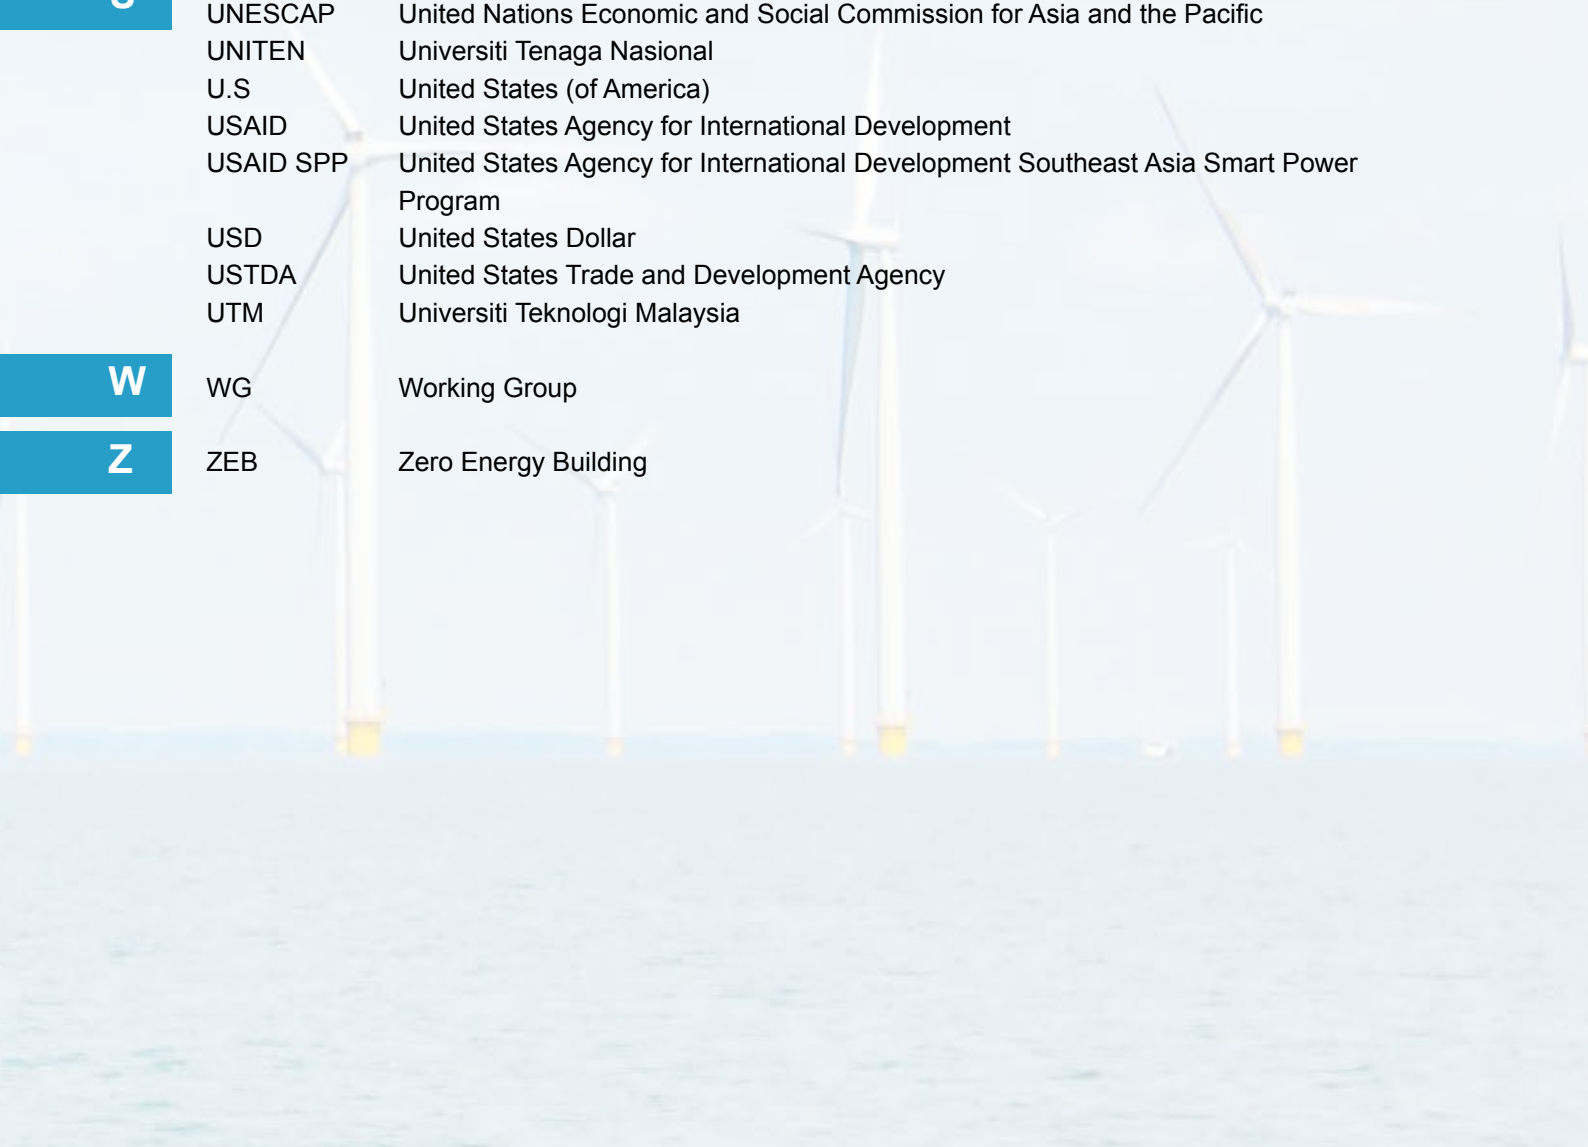 UNESCAP United Nations Economic and Social Commission for Asia and the Pacific
UNITEN Universiti Tenaga Nasional
U.S United States (of America)
USAID United States Agency for International Development
USAID SPP United States Agency for International Development Southeast Asia Smart Power
Program
USD United States Dollar
USTDA United States Trade and Development Agency
UTM Universiti Teknologi Malaysia
W WG Working Group
Z ZEB Zero Energy Building